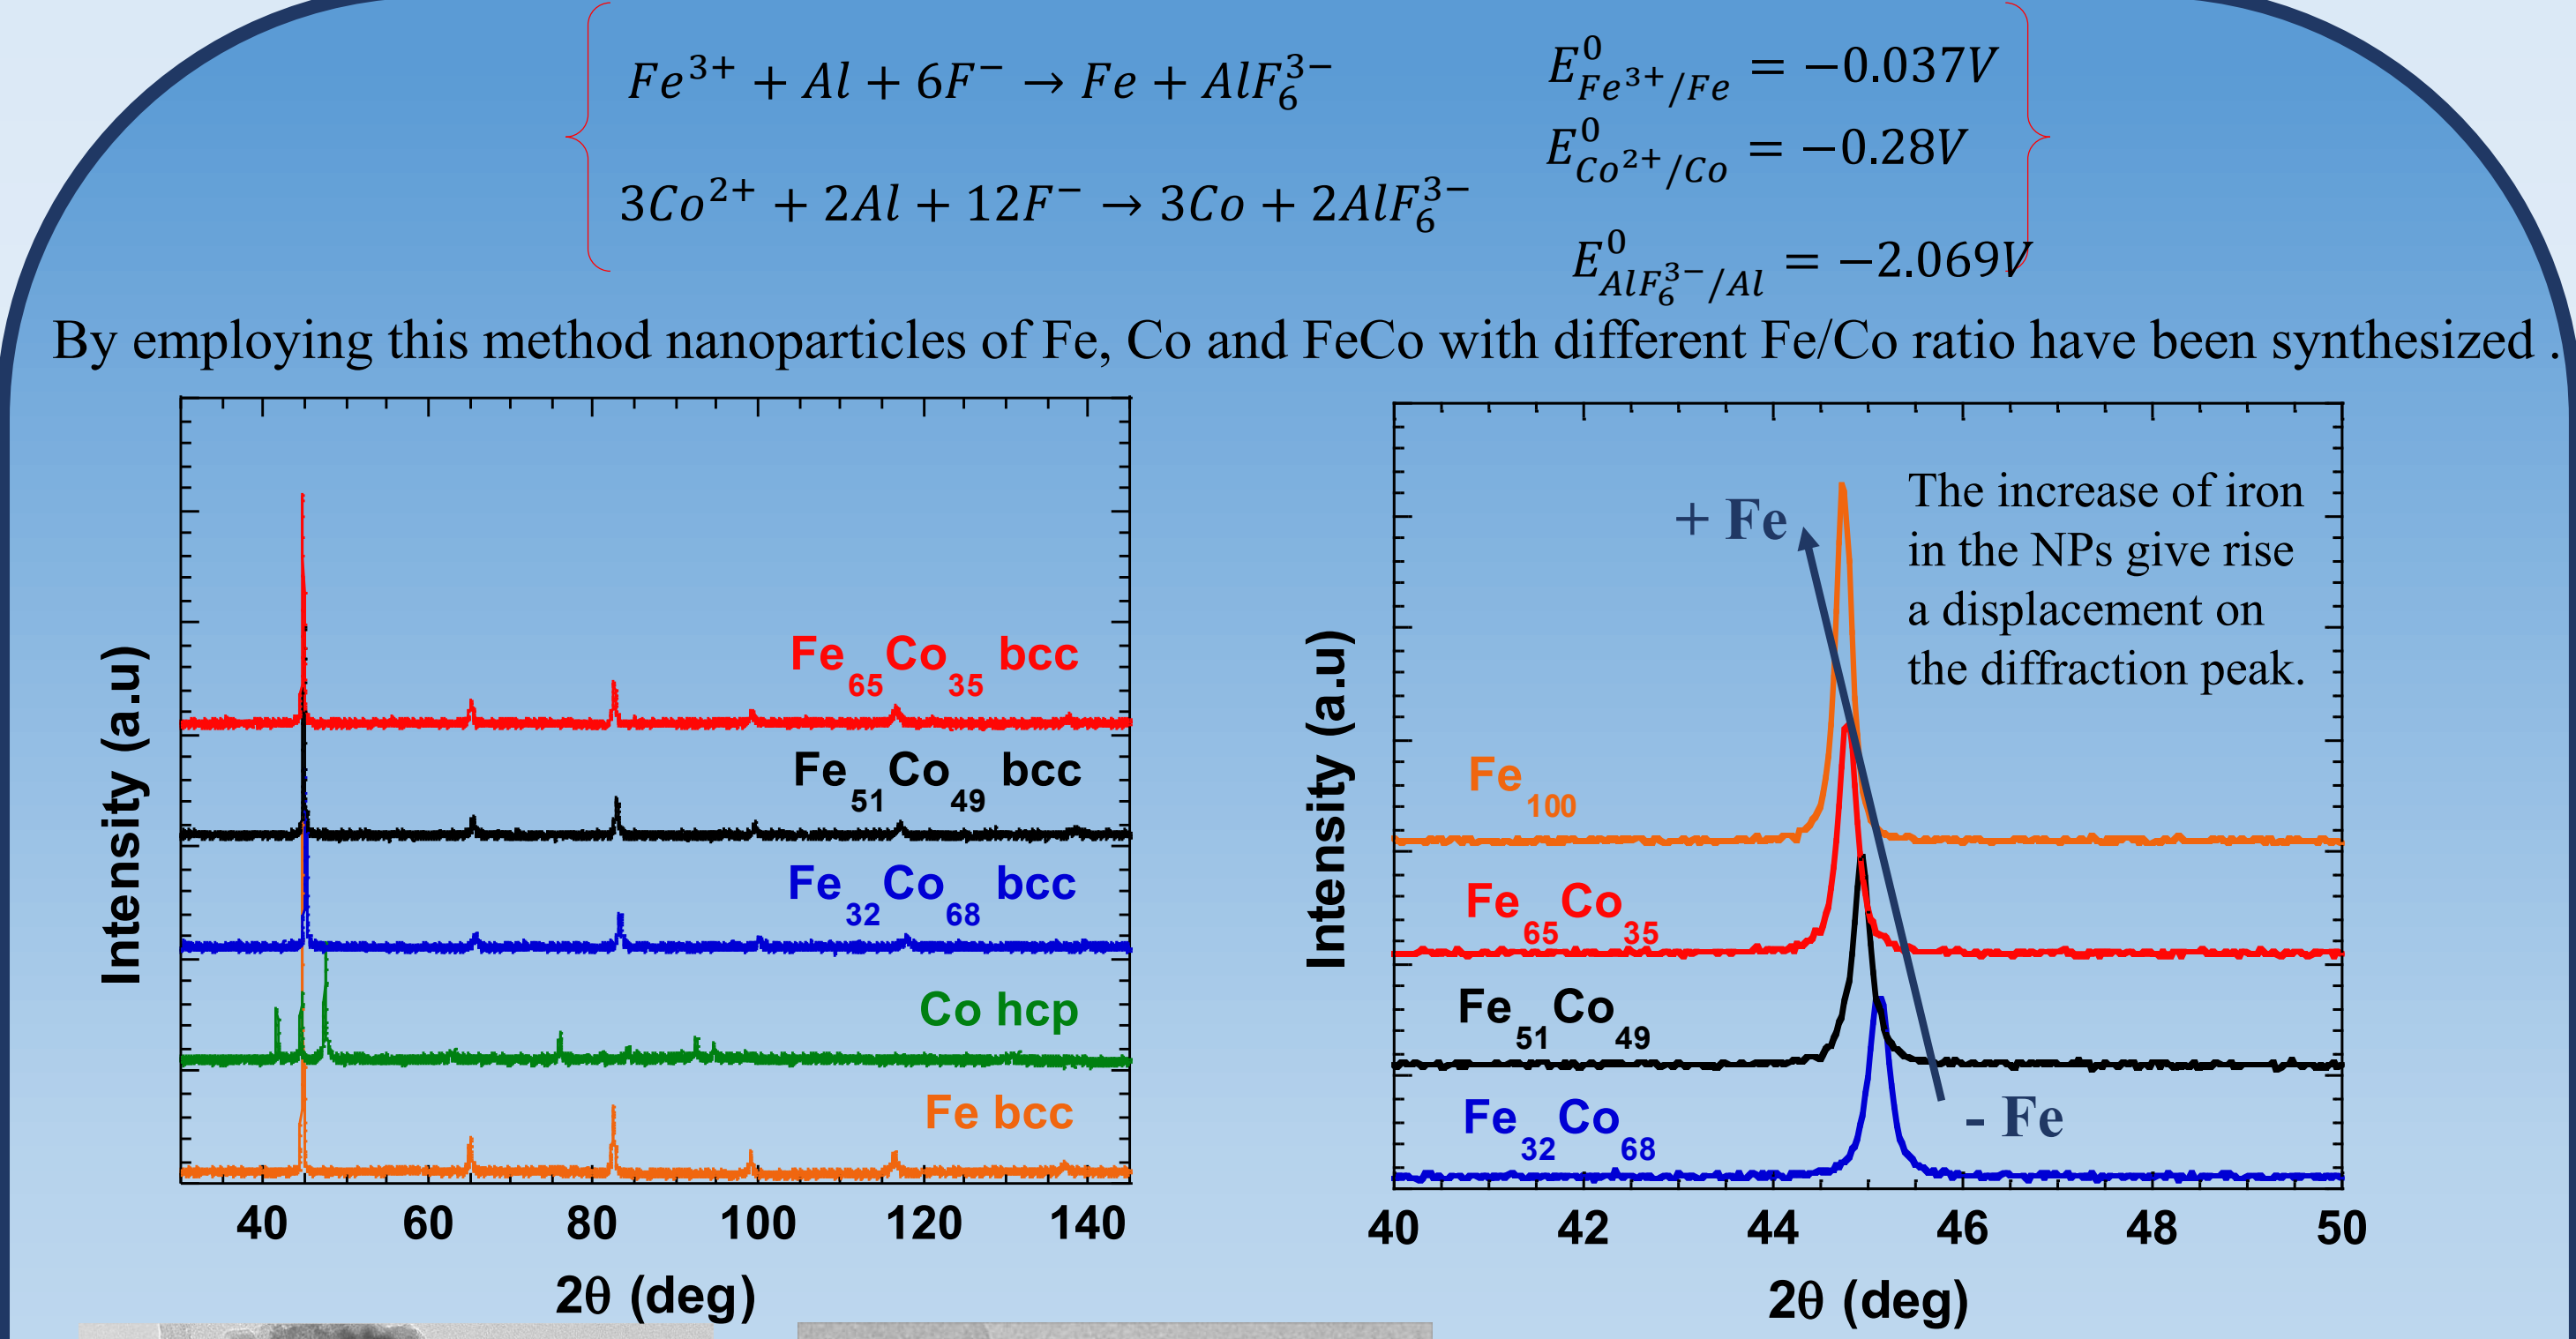 Fe³⁺ + Al + 6F⁻ → Fe + AlF₆³⁻
3Co²⁺ + 2Al + 12F⁻ → 3Co + 2AlF₆³⁻
E⁰Fe³⁺/Fe = −0.037V
E⁰Co²⁺/Co = −0.28V
E⁰AlF₆³⁻/Al = −2.069V
By employing this method nanoparticles of Fe, Co and FeCo with different Fe/Co ratio have been synthesized .
Intensity (a.u)
Fe₆₅Co₃₅ bcc
Fe₅₁Co₄₉ bcc
Fe₃₂Co₆₈ bcc
Co hcp
Fe bcc
40 60 80 100 120 140
2θ (deg)
Intensity (a.u)
+ Fe
The increase of iron
in the NPs give rise
a displacement on
the diffraction peak.
Fe₁₀₀
Fe₆₅Co₃₅
Fe₅₁Co₄₉
Fe₃₂Co₆₈
- Fe
40 42 44 46 48 50
2θ (deg)